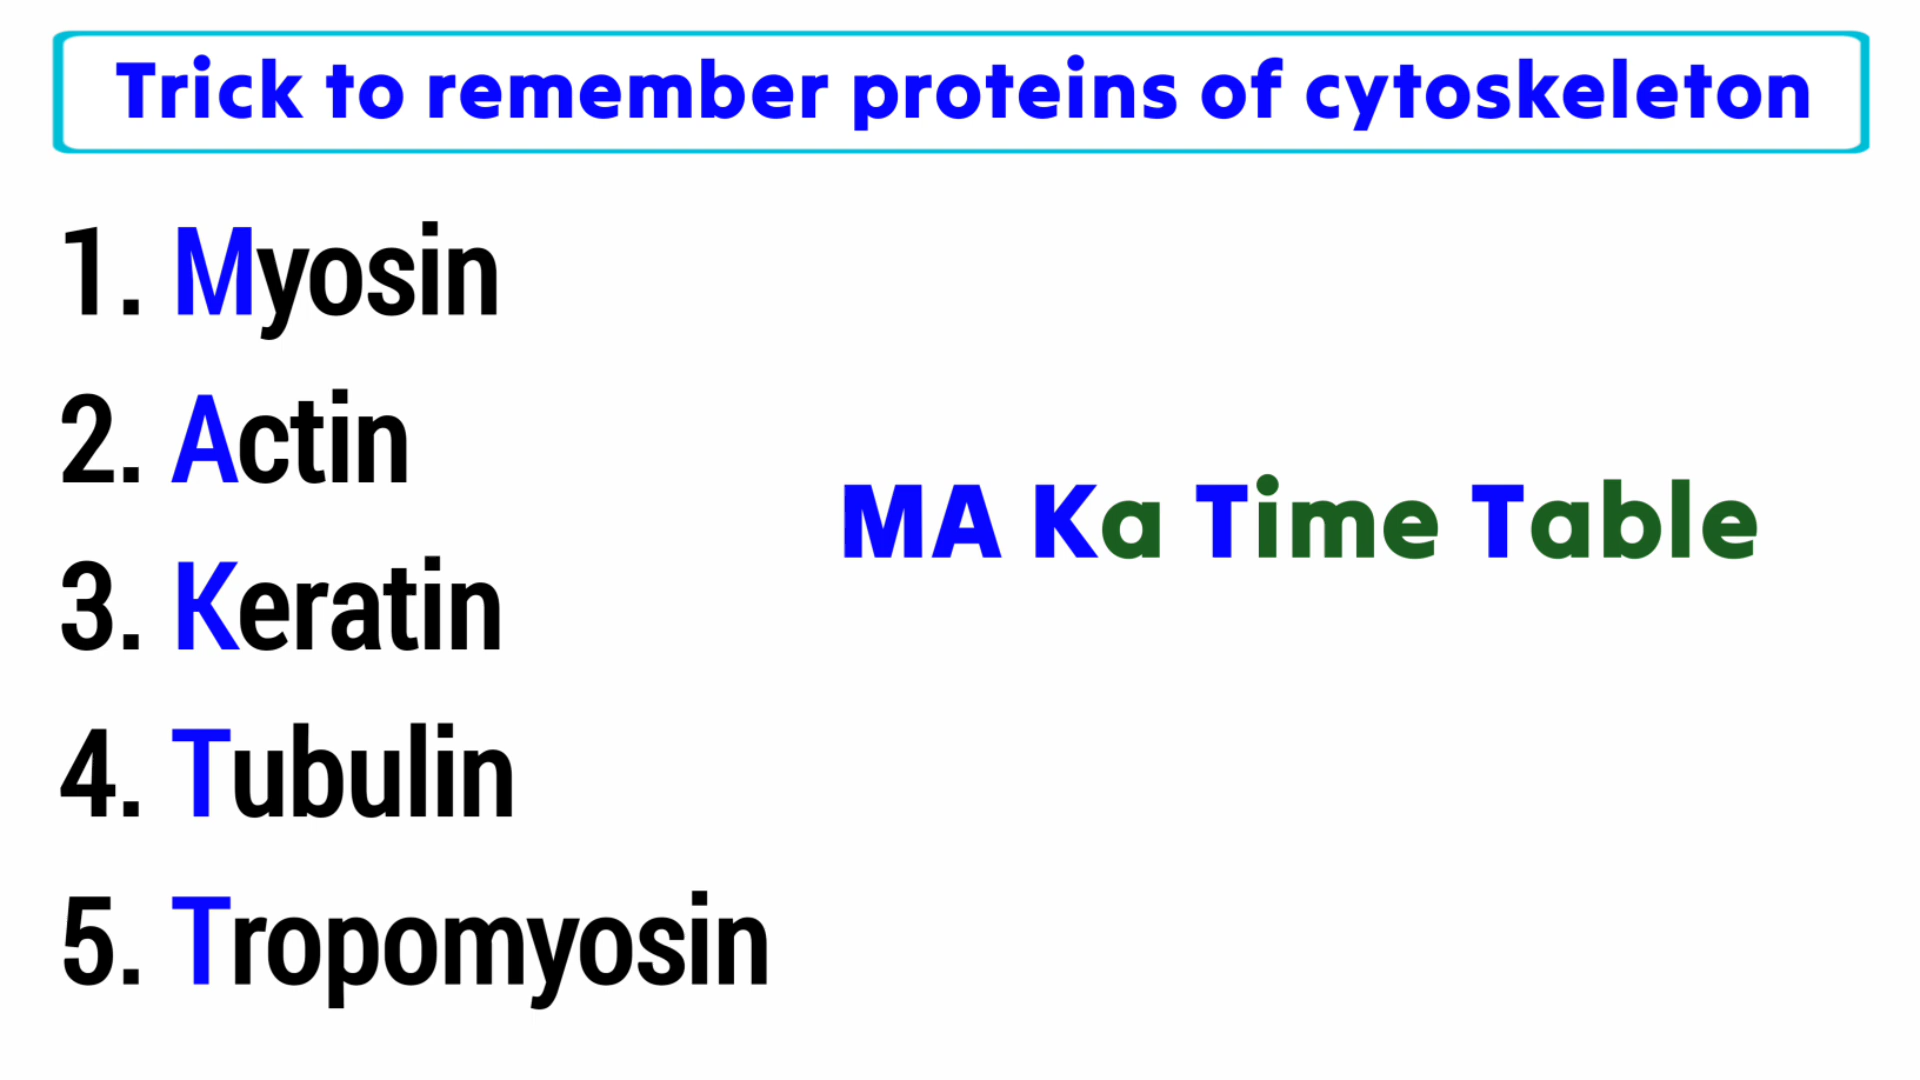 Trick to remember proteins of cytoskeleton
1. Myosin
2. Actin
3. Keratin
4. Tubulin
5. Tropomyosin
MA Ka Time Table